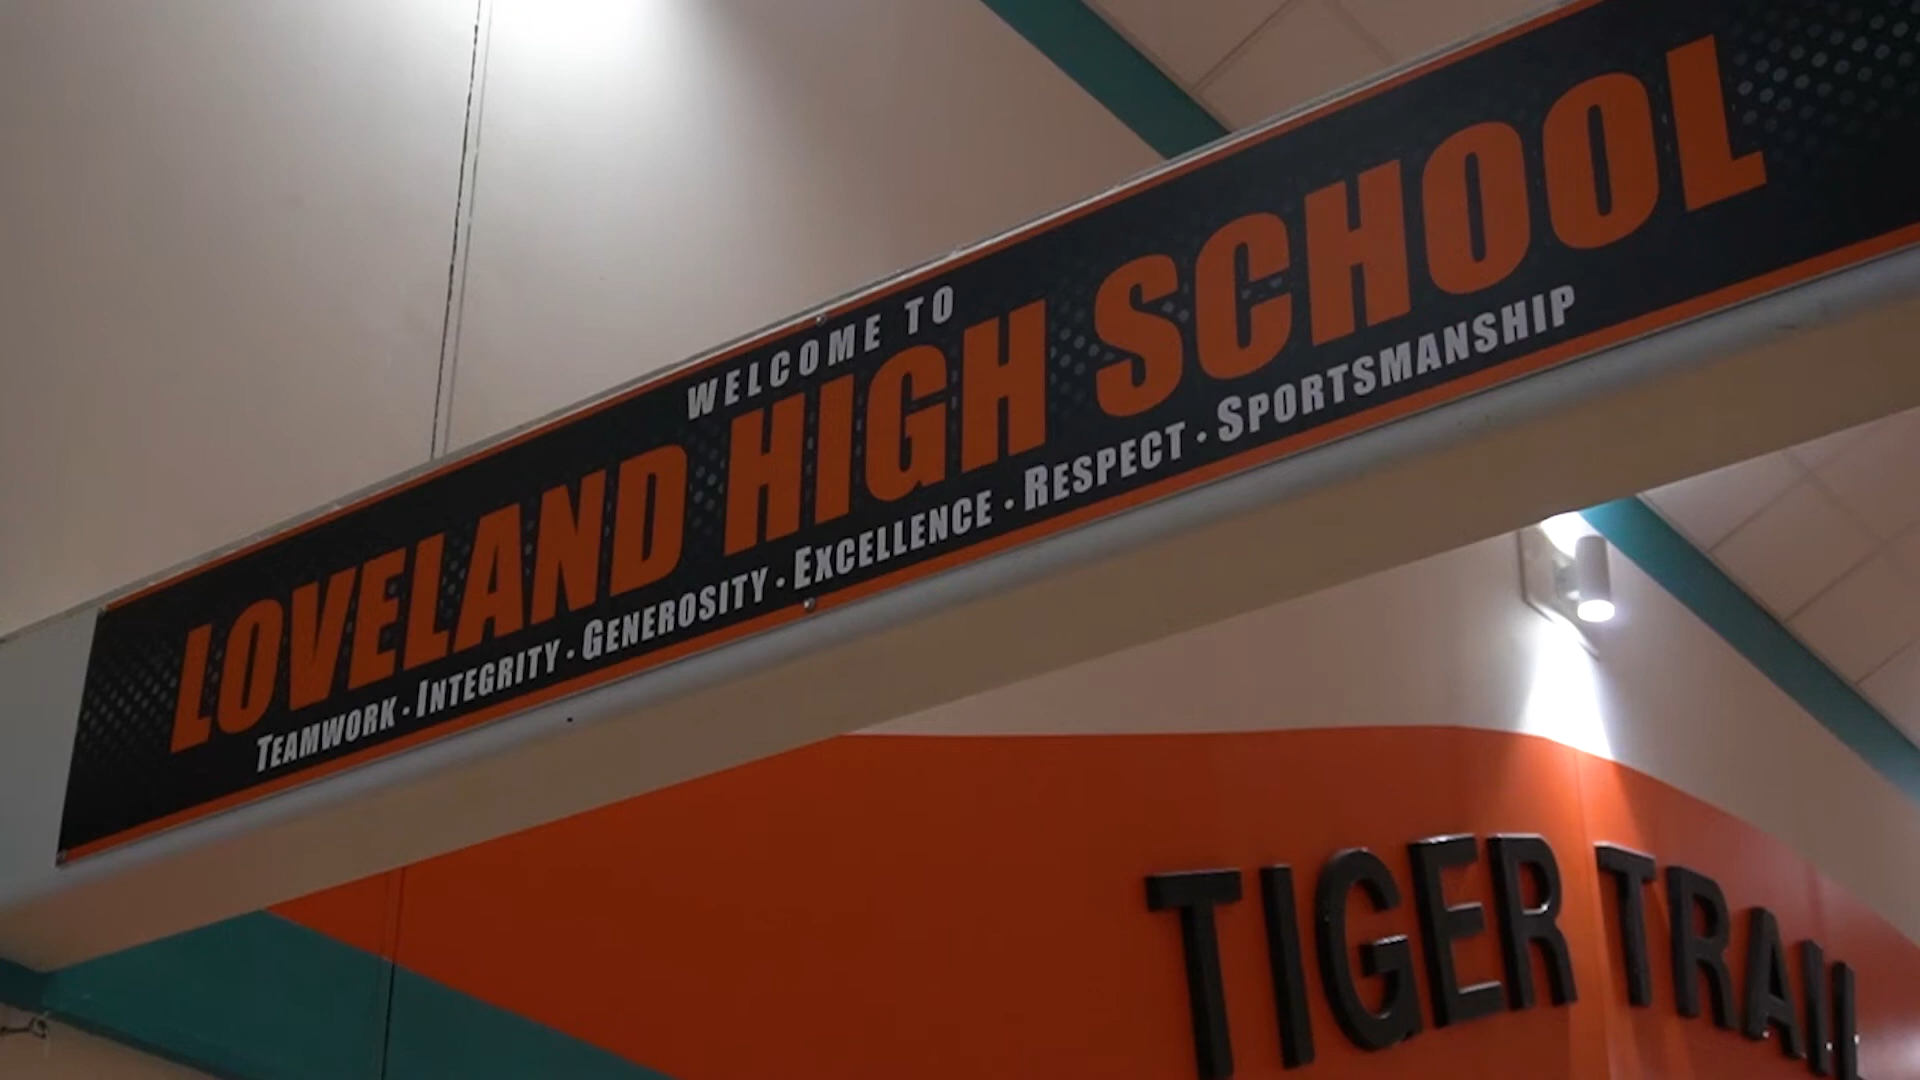 WELCOME TO
LOVELAND HIGH SCHOOL
TEAMWORK · INTEGRITY · GENEROSITY · EXCELLENCE · RESPECT · SPORTSMANSHIP
TIGER TRAIL